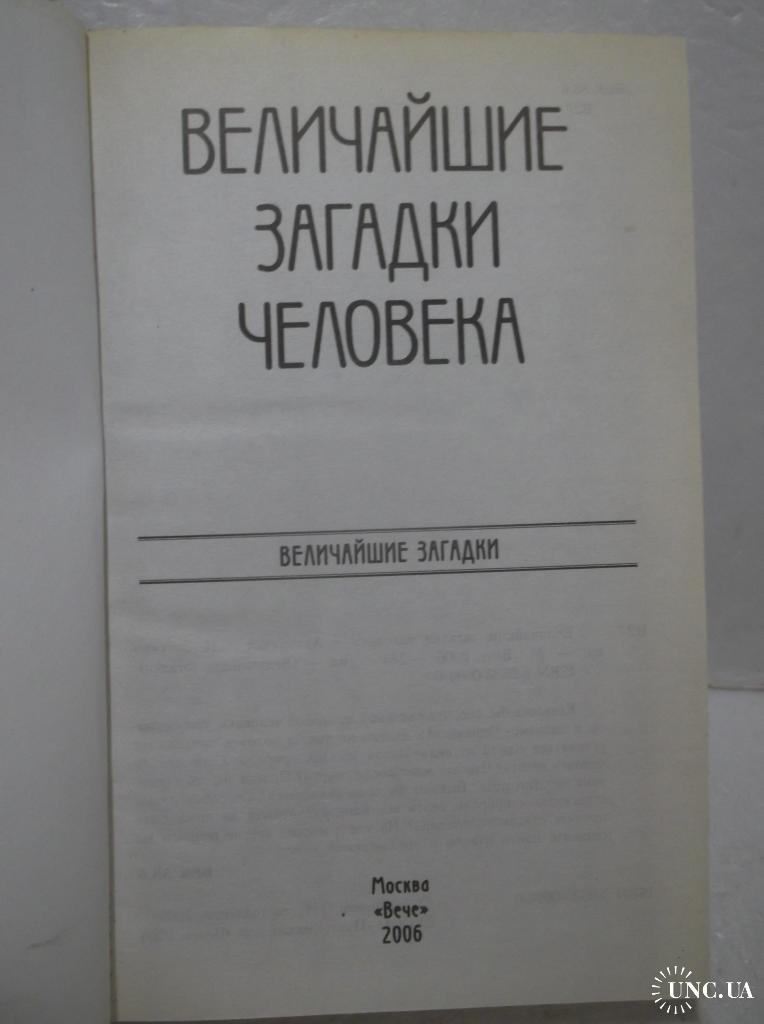 ВЕЛИЧАЙШИЕ
ЗАГАДКИ
ЧЕЛОВЕКА
ВЕЛИЧАЙШИЕ ЗАГАДКИ
Москва
«Вече»
2006
UNC.UA